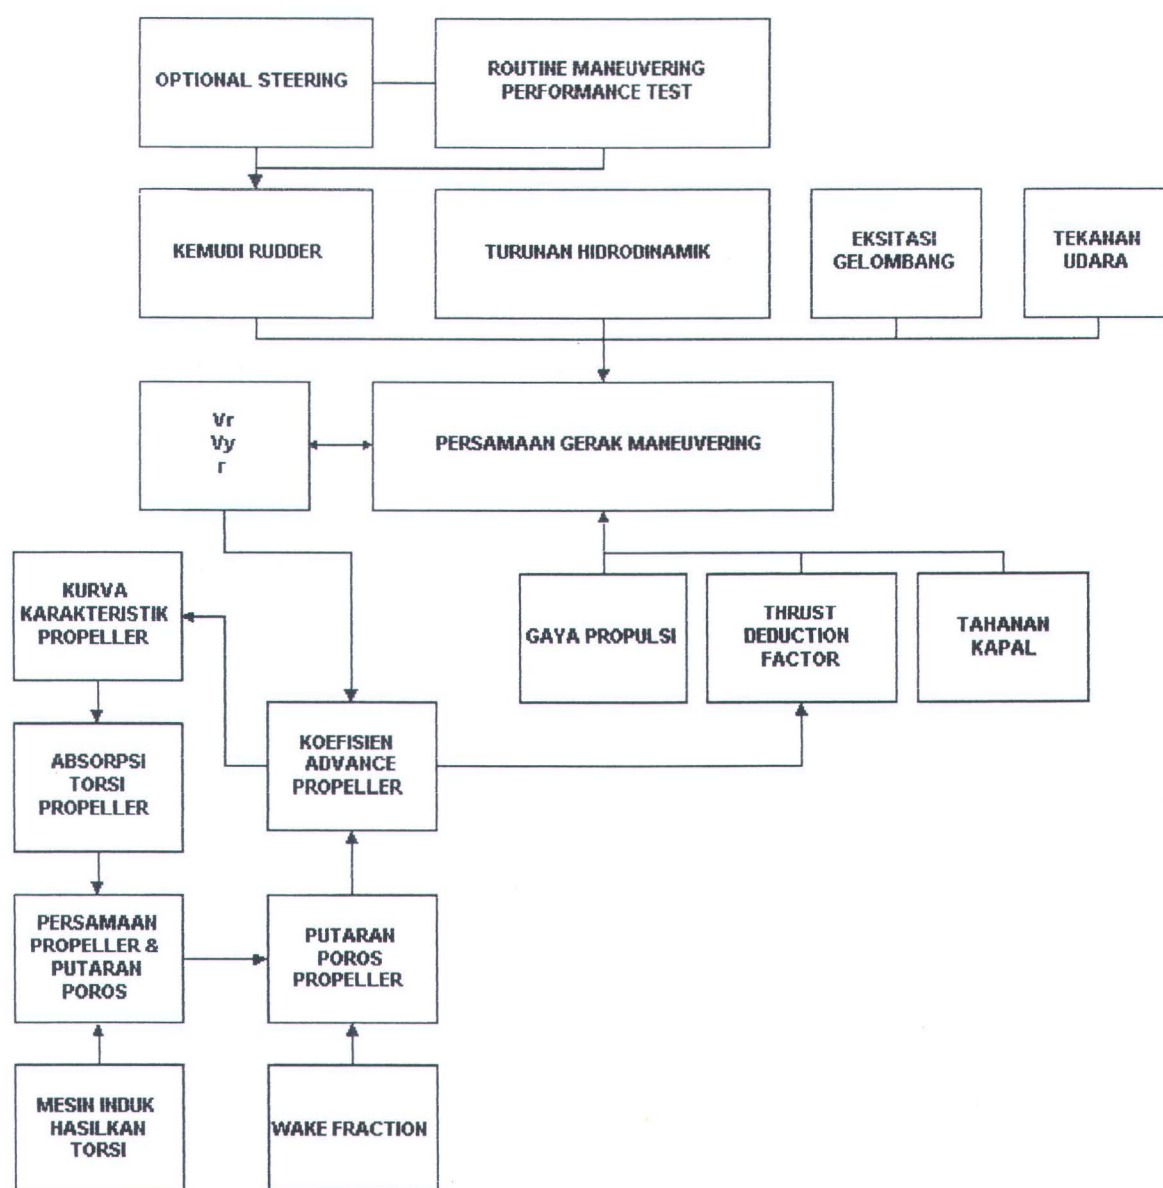 OPTIONAL STEERING
ROUTINE MANEUVERING
PERFORMANCE TEST
KEMUDI RUDDER
TURUNAN HIDRODINAMIK
EKSITASI
GELOMBANG
TEKANAN
UDARA
Vr
Vy
r
PERSAMAAN GERAK MANEUVERING
KURVA
KARAKTERISTIK
PROPELLER
GAYA PROPULSI
THRUST
DEDUCTION
FACTOR
TAHANAN
KAPAL
ABSORPSI
TORSI
PROPELLER
KOEFISIEN
ADVANCE
PROPELLER
PERSAMAAN
PROPELLER &
PUTARAN
POROS
PUTARAN
POROS
PROPELLER
MESIN INDUK
HASILKAN
TORSI
WAKE FRACTION